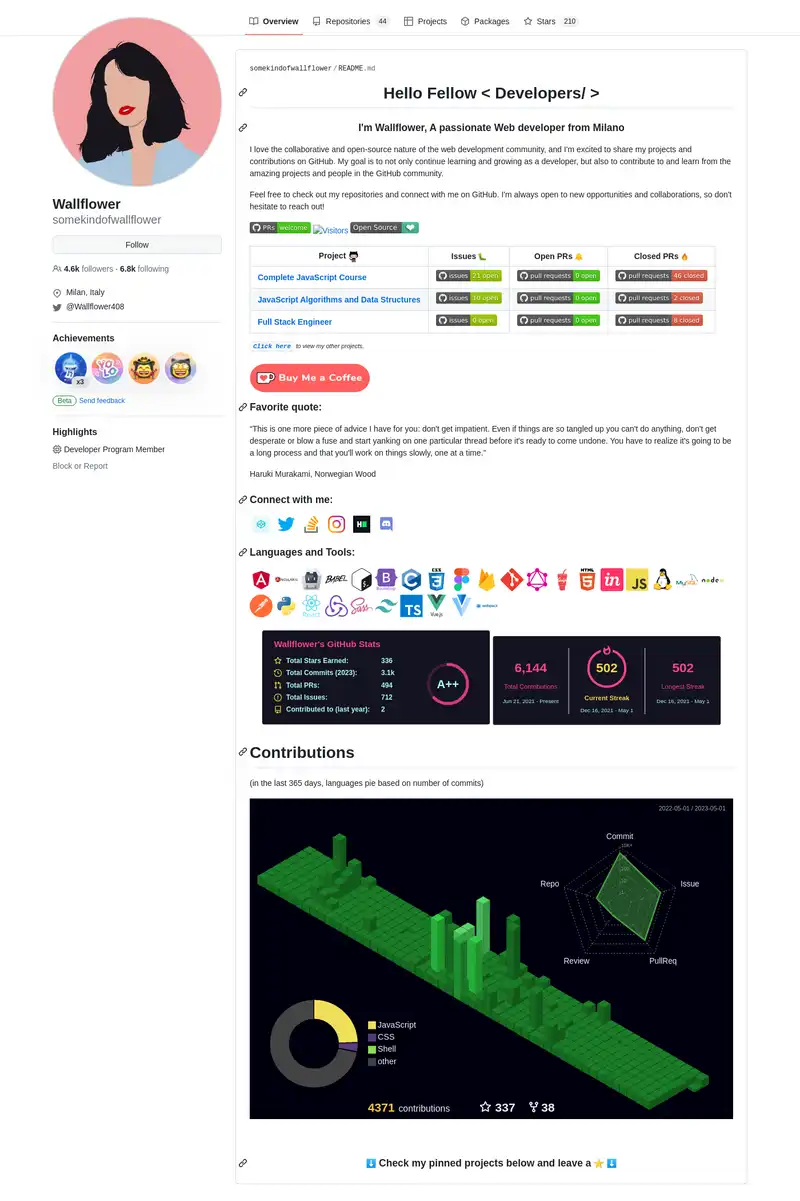 Overview
Repositories 44
Projects
Packages
Stars 210
Wallflower
somekindofwallflower
Follow
4.6k followers · 6.8k following
Milan, Italy
@Wallflower408
Achievements
x3
YOLO
Beta Send feedback
Highlights
Developer Program Member
Block or Report
somekindofwallflower/README.md
Hello Fellow < Developers/ >
I'm Wallflower, A passionate Web developer from Milano
I love the collaborative and open-source nature of the web development community, and I'm excited to share my projects and
contributions on GitHub. My goal is to not only continue learning and growing as a developer, but also to contribute to and learn from the
amazing projects and people in the GitHub community.
Feel free to check out my repositories and connect with me on GitHub. I'm always open to new opportunities and collaborations, so don't
hesitate to reach out!
PRs welcome Visitors Open Source
Project Issues Open PRs Closed PRs
Complete JavaScript Course issues 21 open pull requests 0 open pull requests 46 closed
JavaScript Algorithms and Data Structures issues 10 open pull requests 0 open pull requests 2 closed
Full Stack Engineer issues 0 open pull requests 0 open pull requests 8 closed
Click here to view my other projects.
Buy Me a Coffee
Favorite quote:
"This is one more piece of advice I have for you: don't get impatient. Even if things are so tangled up you can't do anything, don't get
desperate or blow a fuse and start yanking on one particular thread before it's ready to come undone. You have to realize it's going to be
a long process and that you'll work on things slowly, one at a time."
Haruki Murakami, Norwegian Wood
Connect with me:
Languages and Tools:
BABEL
B
Bootstrap
C
CSS
3
HTML
5
in
JS
MySQL
node
React
Sass
TS
Vue.js
webpack
Wallflower's GitHub Stats
Total Stars Earned: 336
Total Commits (2023): 3.1k
Total PRs: 494
Total Issues: 712
Contributed to (last year): 2
A++
6,144
Total Contributions
Jun 21, 2021 - Present
502
Current Streak
Dec 16, 2021 - May 1
502
Longest Streak
Dec 16, 2021 - May 1
Contributions
(in the last 365 days, languages pie based on number of commits)
2022-05-01 / 2023-05-01
Commit
Repo
Issue
Review
PullReq
JavaScript
CSS
Shell
other
4371 contributions 337 38
Check my pinned projects below and leave a